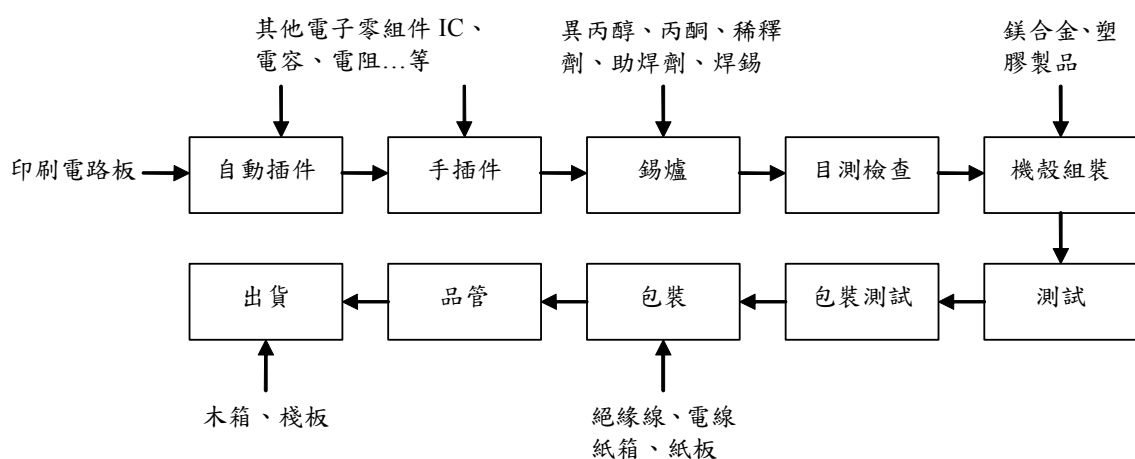 其他電子零組件 IC、
電容、電阻…等
異丙醇、丙酮、稀釋
劑、助焊劑、焊錫
鎂合金、塑
膠製品
印刷電路板
自動插件
手插件
錫爐
目測檢查
機殼組裝
出貨
品管
包裝
包裝測試
測試
木箱、棧板
絕緣線、電線
紙箱、紙板